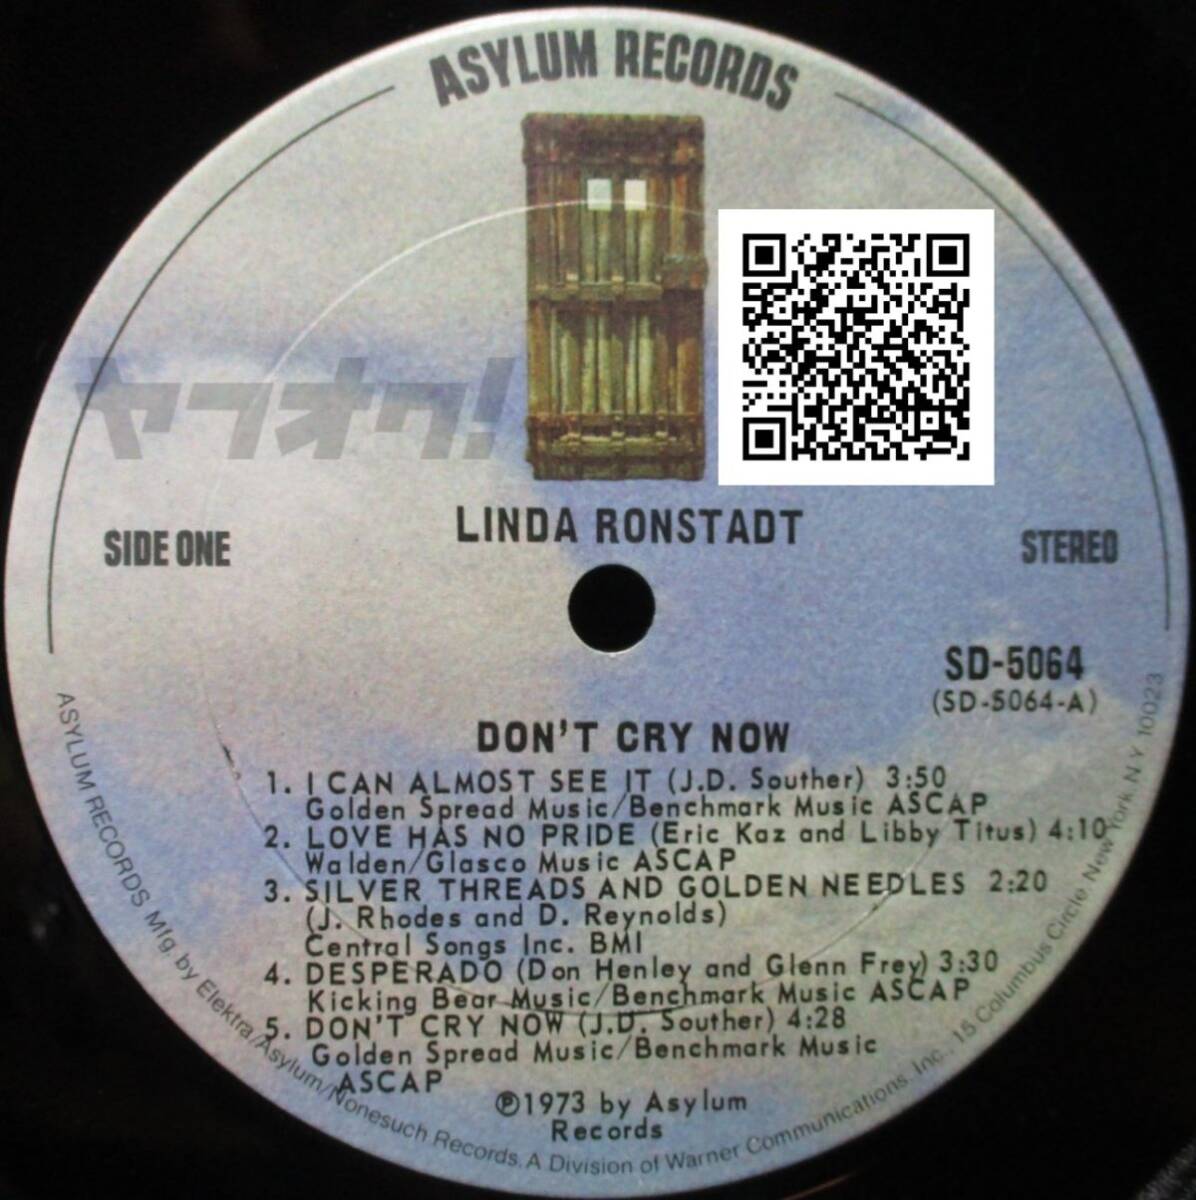 ASYLUM RECORDS
ヤフオク!
LINDA RONSTADT
SIDE ONE
STEREO
SD-5064
(SD-5064-A)
DON'T CRY NOW
1. I CAN ALMOST SEE IT (J.D. Souther) 3:50
Golden Spread Music/Benchmark Music ASCAP
2. LOVE HAS NO PRIDE (Eric Kaz and Libby Titus) 4:10
Walden/Glasco Music ASCAP
3. SILVER THREADS AND GOLDEN NEEDLES 2:20
(J. Rhodes and D. Reynolds)
Central Songs Inc. BMI
4. DESPERADO (Don Henley and Glenn Frey) 3:30
Kicking Bear Music/Benchmark Music ASCAP
5. DON'T CRY NOW (J.D. Souther) 4:28
Golden Spread Music/Benchmark Music
ASCAP
℗1973 by Asylum
Records
ASYLUM RECORDS Mfg. by Elektra/Asylum/Nonesuch Records. A Division of Warner Communications. Inc., 15 Columbus Circle New York N.Y 10023